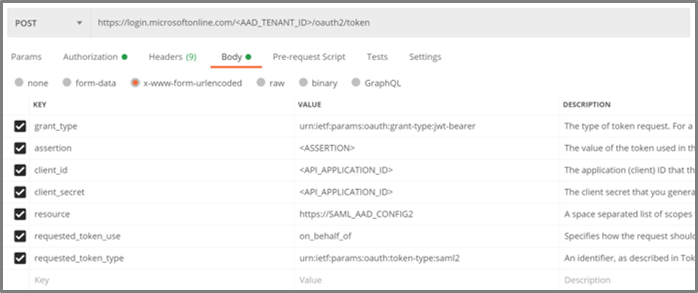 POST https://login.microsoftonline.com/<AAD_TENANT_ID>/oauth2/token
Params Authorization Headers (9) Body Pre-request Script Tests Settings
none form-data x-www-form-urlencoded raw binary GraphQL
KEY VALUE DESCRIPTION
grant_type urn:ietf:params:oauth:grant-type:jwt-bearer The type of token request. For a
assertion <ASSERTION> The value of the token used in th
client_id <API_APPLICATION_ID> The application (client) ID that th
client_secret <API_APPLICATION_ID> The client secret that you genera
resource https://SAML_AAD_CONFIG2 A space separated list of scopes
requested_token_use on_behalf_of Specifies how the request shoul
requested_token_type urn:ietf:params:oauth:token-type:saml2 An identifier, as described in Tok
Key Value Description